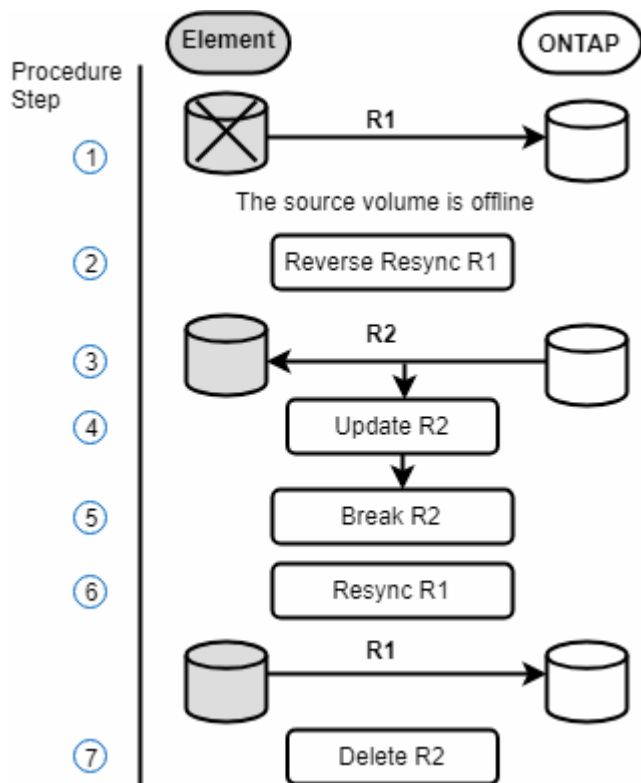 Element
ONTAP
Procedure
Step
R1
1
The source volume is offline
2
Reverse Resync R1
R2
3
4
Update R2
5
Break R2
6
Resync R1
R1
7
Delete R2